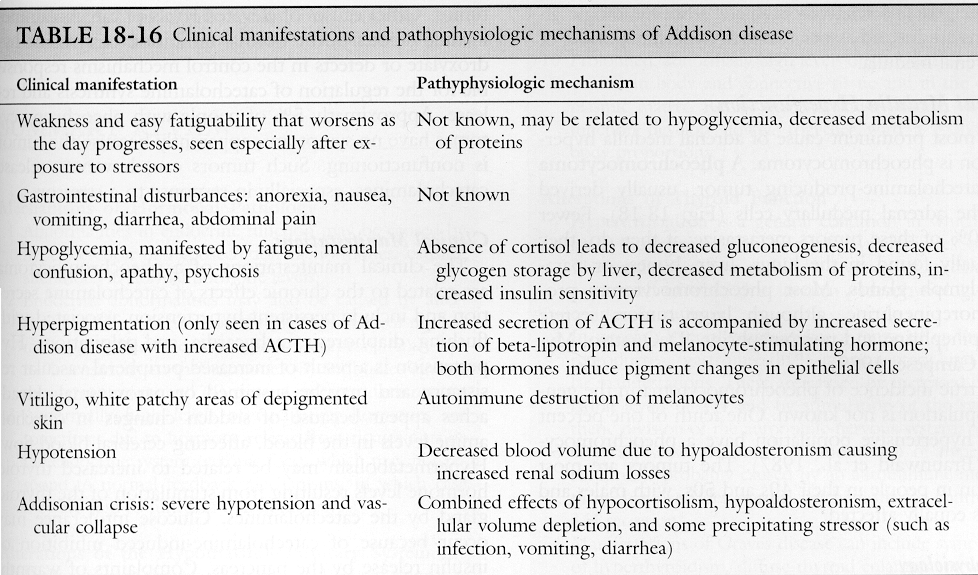 TABLE 18-16 Clinical manifestations and pathophysiologic mechanisms of Addison disease
Clinical manifestation
Pathyphysiologic mechanism
Weakness and easy fatiguability that worsens as
the day progresses, seen especially after ex-
posure to stressors
Not known, may be related to hypoglycemia, decreased metabolism
of proteins
Gastrointestinal disturbances: anorexia, nausea,
vomiting, diarrhea, abdominal pain
Not known
Hypoglycemia, manifested by fatigue, mental
confusion, apathy, psychosis
Absence of cortisol leads to decreased gluconeogenesis, decreased
glycogen storage by liver, decreased metabolism of proteins, in-
creased insulin sensitivity
Hyperpigmentation (only seen in cases of Ad-
dison disease with increased ACTH)
Increased secretion of ACTH is accompanied by increased secre-
tion of beta-lipotropin and melanocyte-stimulating hormone;
both hormones induce pigment changes in epithelial cells
Vitiligo, white patchy areas of depigmented
skin
Autoimmune destruction of melanocytes
Hypotension
Decreased blood volume due to hypoaldosteronism causing
increased renal sodium losses
Addisonian crisis: severe hypotension and vas-
cular collapse
Combined effects of hypocortisolism, hypoaldosteronism, extracel-
lular volume depletion, and some precipitating stressor (such as
infection, vomiting, diarrhea)